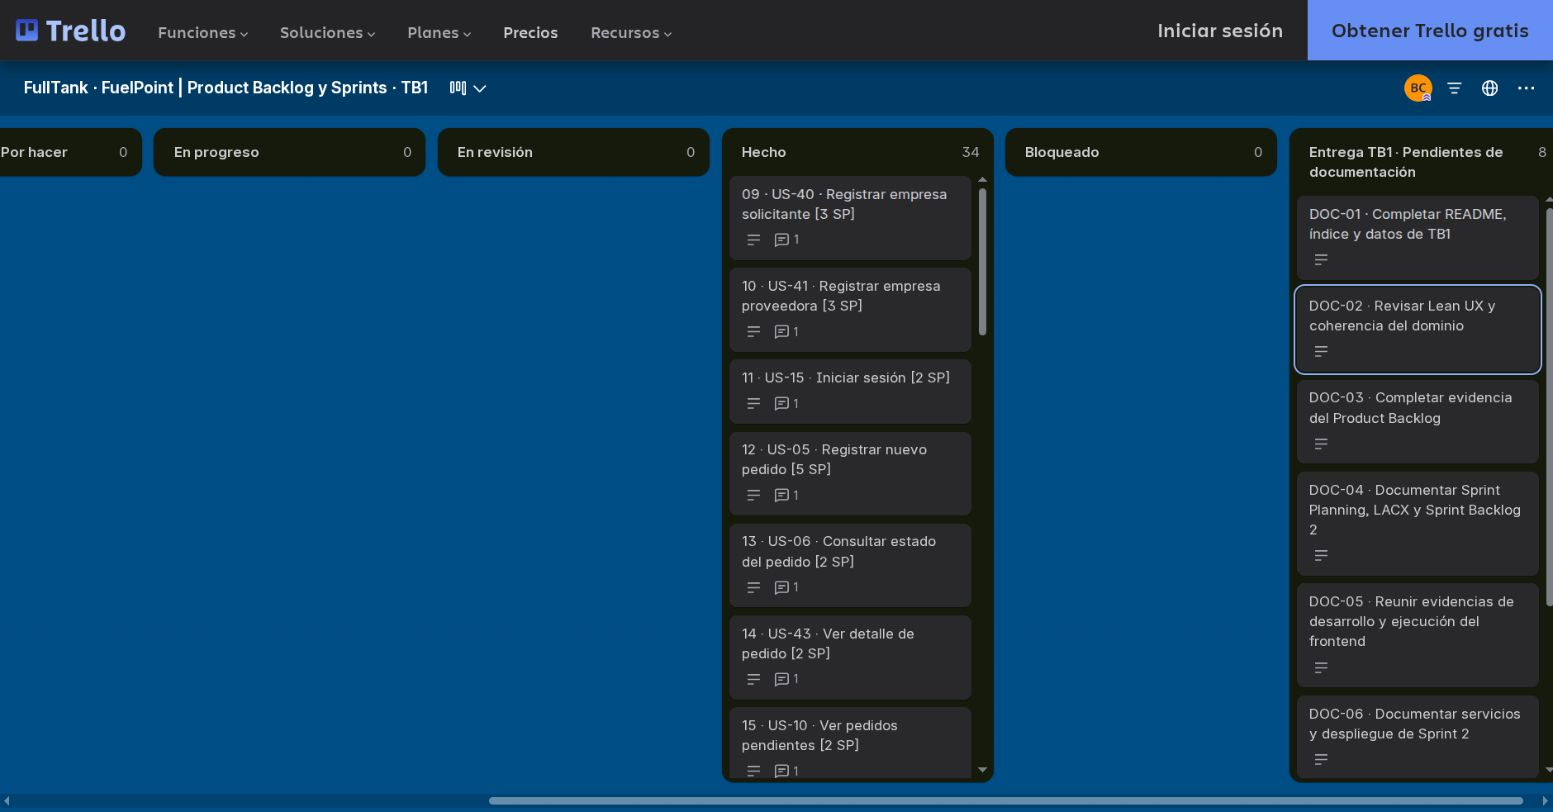 Trello
Funciones
Soluciones
Planes
Precios
Recursos
Iniciar sesión
Obtener Trello gratis
FullTank · FuelPoint | Product Backlog y Sprints · TB1
BC
Por hacer
0
En progreso
0
En revisión
0
Hecho
34
09 · US-40 · Registrar empresa
solicitante [3 SP]
1
10 · US-41 · Registrar empresa
proveedora [3 SP]
1
11 · US-15 · Iniciar sesión [2 SP]
1
12 · US-05 · Registrar nuevo
pedido [5 SP]
1
13 · US-06 · Consultar estado
del pedido [2 SP]
1
14 · US-43 · Ver detalle de
pedido [2 SP]
1
15 · US-10 · Ver pedidos
pendientes [2 SP]
1
Bloqueado
0
Entrega TB1 · Pendientes de
documentación
8
DOC-01 · Completar README,
índice y datos de TB1
DOC-02 · Revisar Lean UX y
coherencia del dominio
DOC-03 · Completar evidencia
del Product Backlog
DOC-04 · Documentar Sprint
Planning, LACX y Sprint Backlog
2
DOC-05 · Reunir evidencias de
desarrollo y ejecución del
frontend
DOC-06 · Documentar servicios
y despliegue de Sprint 2